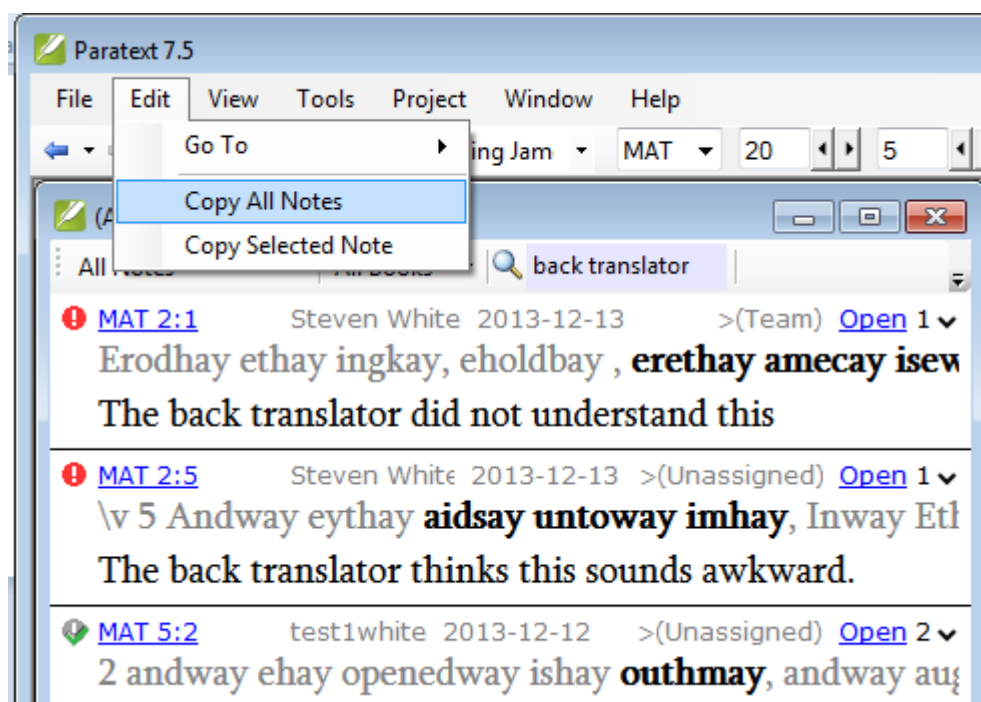 Paratext 7.5
File Edit View Tools Project Window Help
Go To
ing Jam MAT 20 5
Copy All Notes
(A
Copy Selected Note
back translator
MAT 2:1 Steven White 2013-12-13 >(Team) Open 1
Erodhay ethay ingkay, eholdbay , erethay amecay isew
The back translator did not understand this
MAT 2:5 Steven White 2013-12-13 >(Unassigned) Open 1
\v 5 Andway eythay aidsay untoway imhay, Inway Eth
The back translator thinks this sounds awkward.
MAT 5:2 test1white 2013-12-12 >(Unassigned) Open 2
2 andway ehay openedway ishay outhmay, andway aug